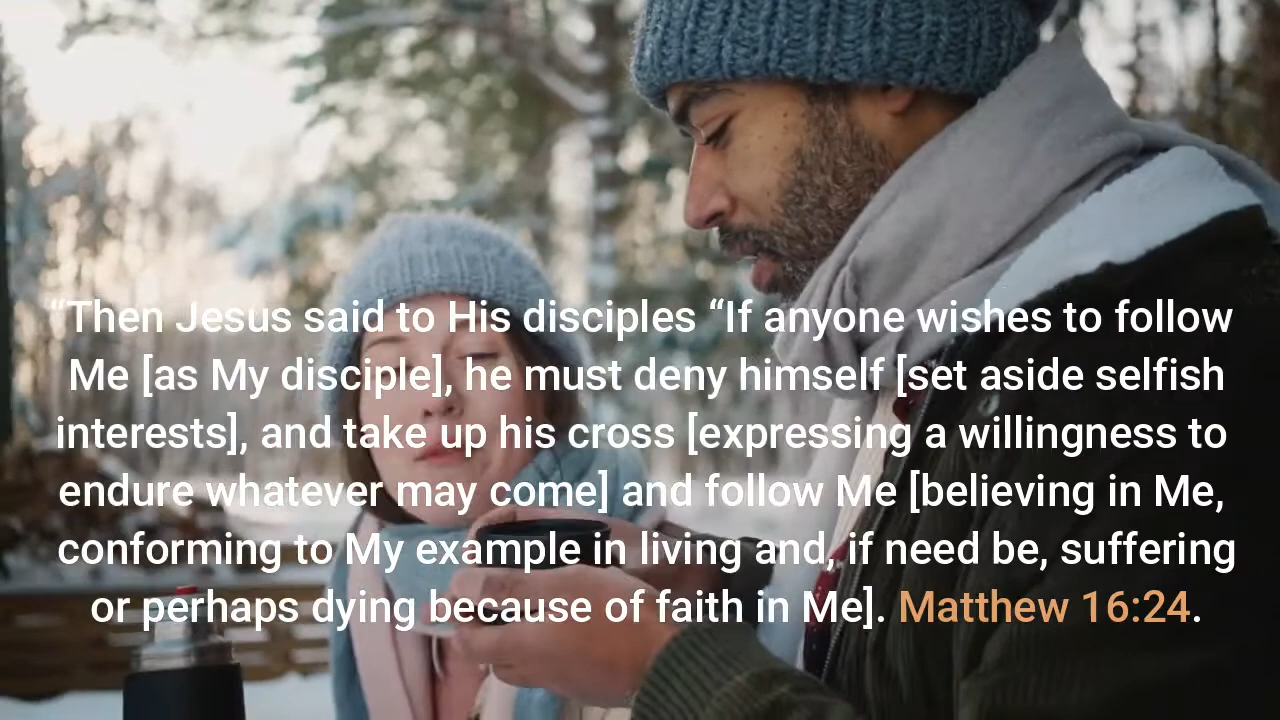 “Then Jesus said to His disciples “If anyone wishes to follow
Me [as My disciple], he must deny himself [set aside selfish
interests], and take up his cross [expressing a willingness to
endure whatever may come] and follow Me [believing in Me,
conforming to My example in living and, if need be, suffering
or perhaps dying because of faith in Me]. Matthew 16:24.